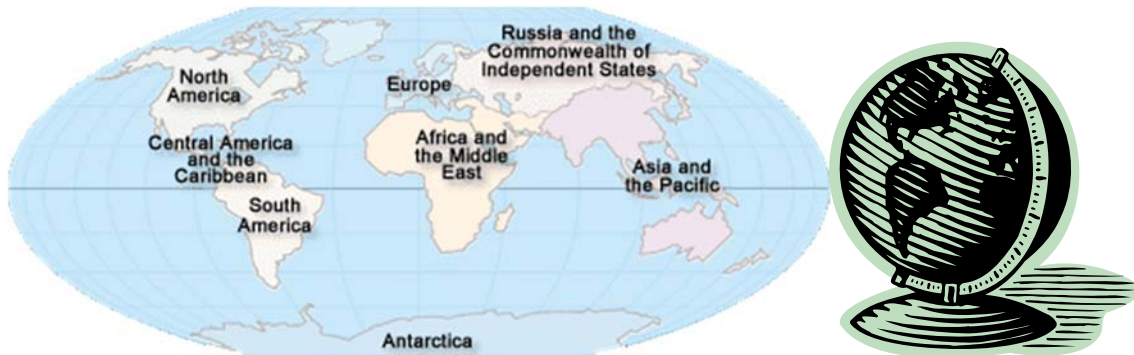 Russia and the
Commonwealth of
Independent States
North
America
Europe
Central America
and the
Caribbean
Africa and
the Middle
East
Asia and
the Pacific
South
America
Antarctica